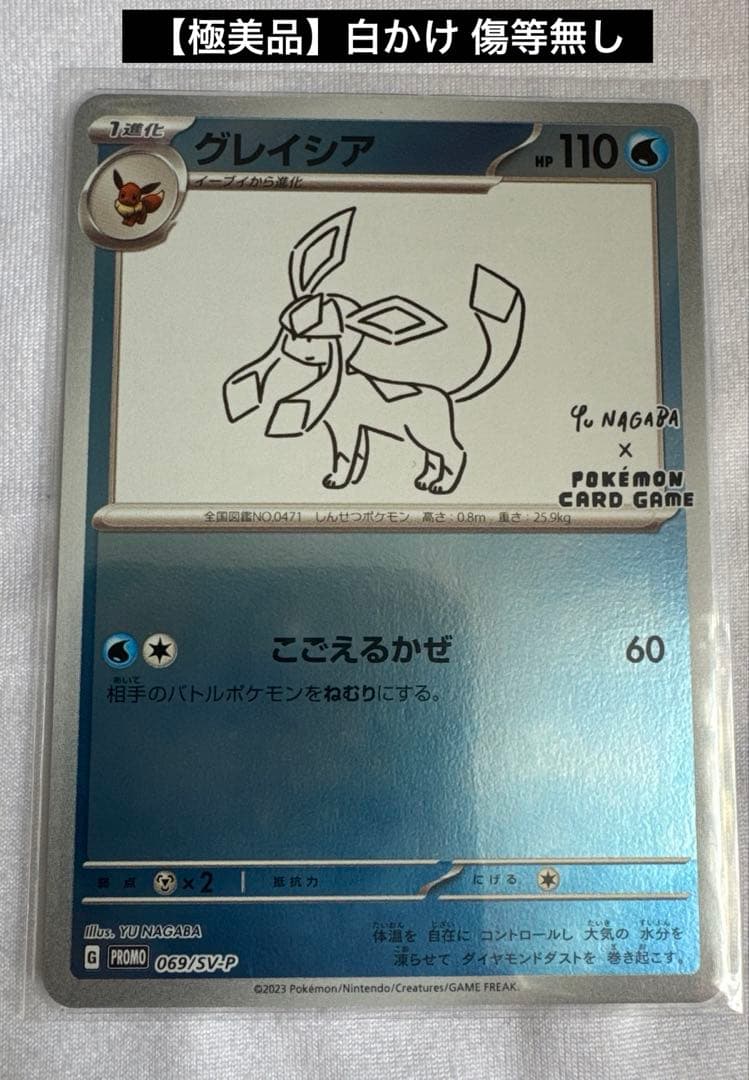 【極美品】白かけ 傷等無し
1進化 グレイシア HP 110
イーブイから進化
Yu NAGABA
×
POKÉMON
CARD GAME
全国図鑑NO.0471 しんせつポケモン 高さ:0.8m 重さ:25.9kg
こごえるかぜ 60
あいて
相手のバトルポケモンをねむりにする。
弱点 ×2 抵抗力 にげる
Illus. YU NAGABA
G PROMO 069/SV-P
たいおん じざい たいき すいぶん
体温を 自在に コントロールし 大気の 水分を
こお ま お
凍らせて ダイヤモンドダストを 巻き起こす。
©2023 Pokémon/Nintendo/Creatures/GAME FREAK.